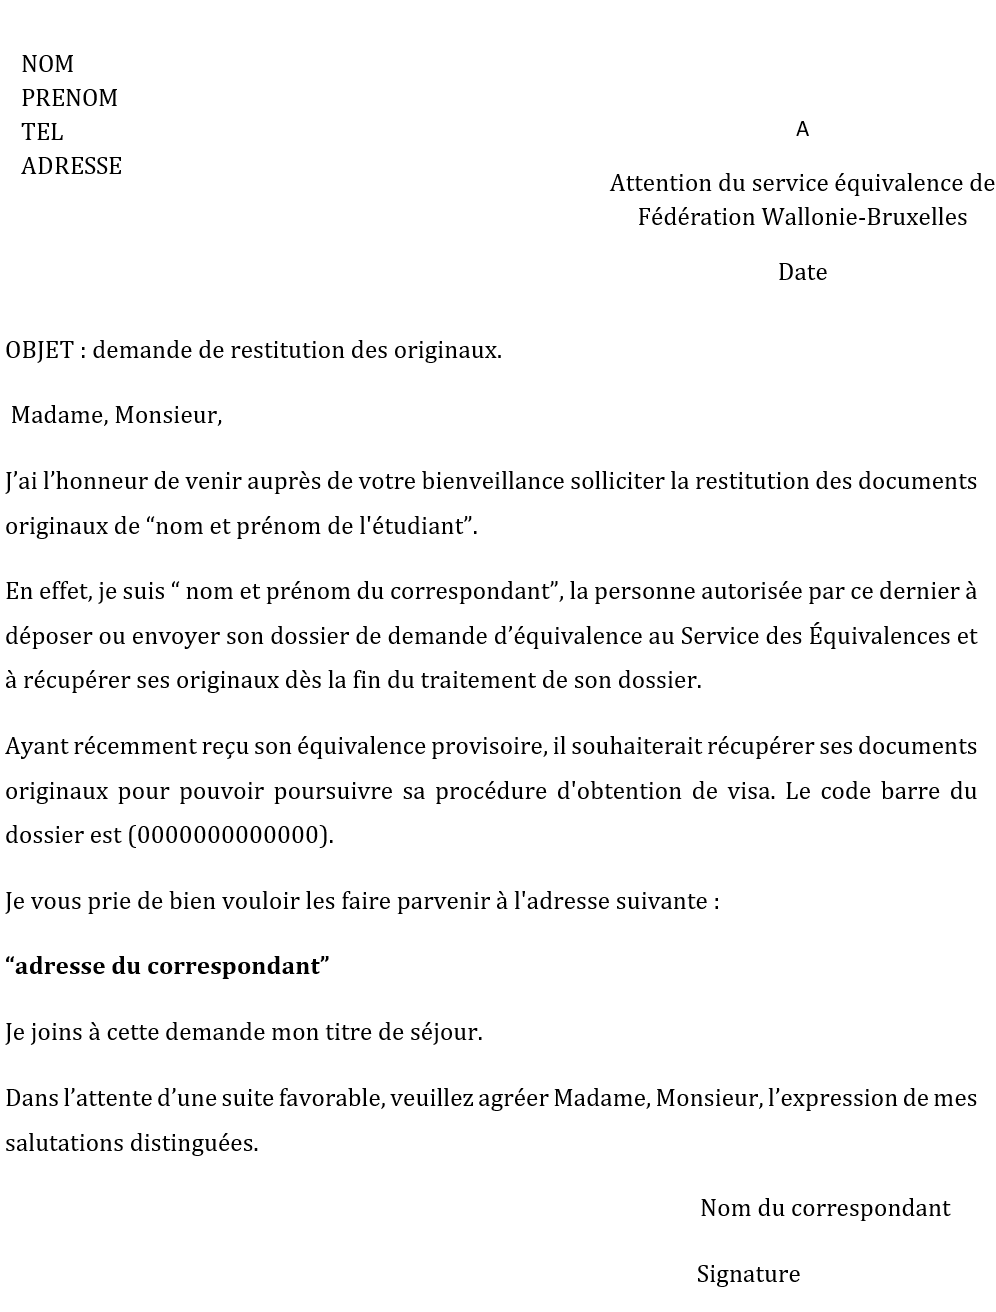 NOM
PRENOM
TEL
ADRESSE
A
Attention du service équivalence de
Fédération Wallonie-Bruxelles
Date
OBJET : demande de restitution des originaux.
Madame, Monsieur,
J’ai l’honneur de venir auprès de votre bienveillance solliciter la restitution des documents
originaux de “nom et prénom de l'étudiant”.
En effet, je suis “ nom et prénom du correspondant”, la personne autorisée par ce dernier à
déposer ou envoyer son dossier de demande d’équivalence au Service des Équivalences et
à récupérer ses originaux dès la fin du traitement de son dossier.
Ayant récemment reçu son équivalence provisoire, il souhaiterait récupérer ses documents
originaux pour pouvoir poursuivre sa procédure d'obtention de visa. Le code barre du
dossier est (0000000000000).
Je vous prie de bien vouloir les faire parvenir à l'adresse suivante :
“adresse du correspondant”
Je joins à cette demande mon titre de séjour.
Dans l’attente d’une suite favorable, veuillez agréer Madame, Monsieur, l’expression de mes
salutations distinguées.
Nom du correspondant
Signature